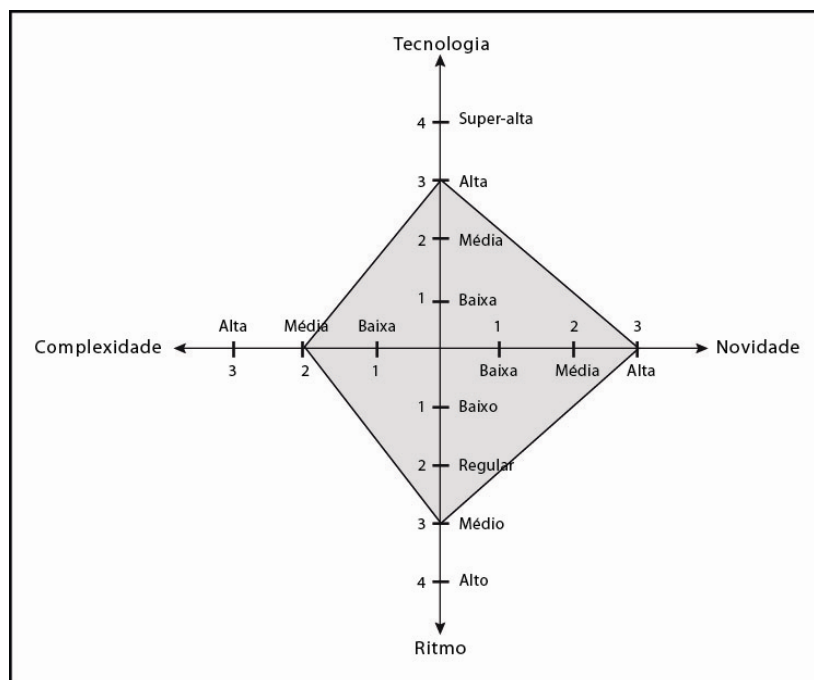 Tecnologia
4 Super-alta
3 Alta
2 Média
1 Baixa
Alta Média Baixa 1 2 3
Complexidade Novidade
3 2 1 Baixa Média Alta
1 Baixo
2 Regular
3 Médio
4 Alto
Ritmo